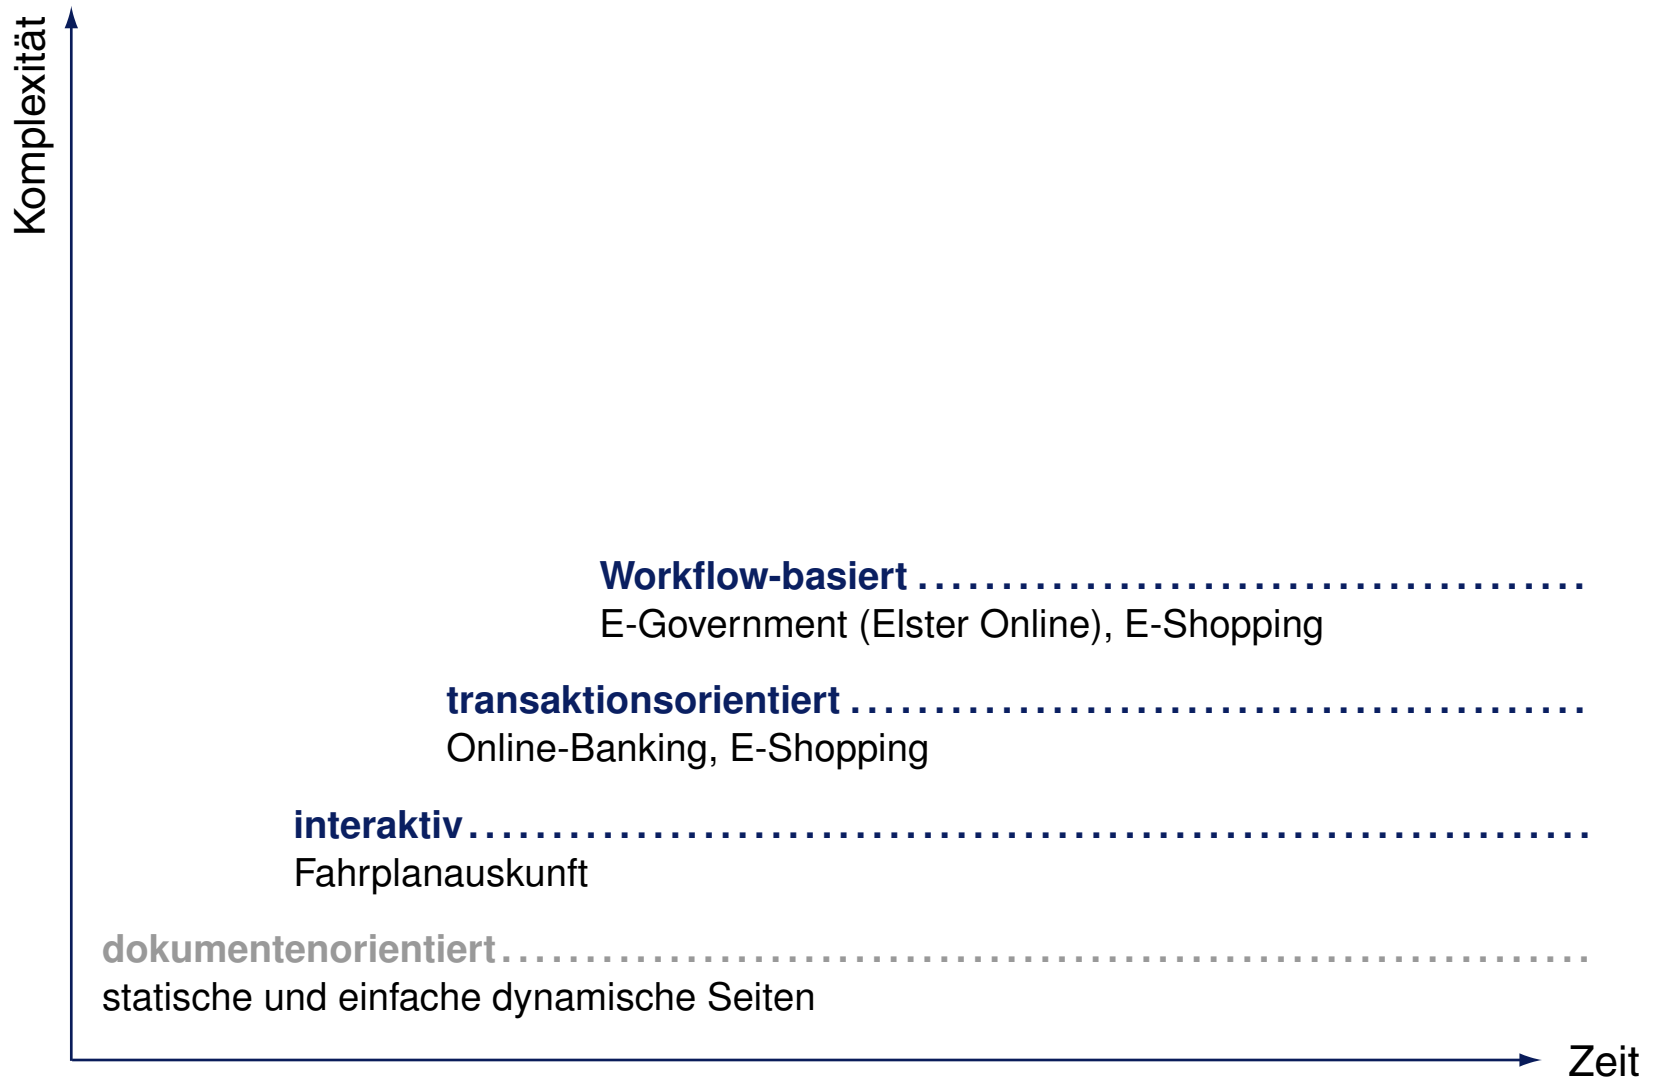 Komplexität
Workflow-basiert ........................................
E-Government (Elster Online), E-Shopping
transaktionsorientiert ............................................
Online-Banking, E-Shopping
interaktiv ...................................................................
Fahrplanauskunft
dokumentenorientiert .................................................................
statische und einfache dynamische Seiten
Zeit